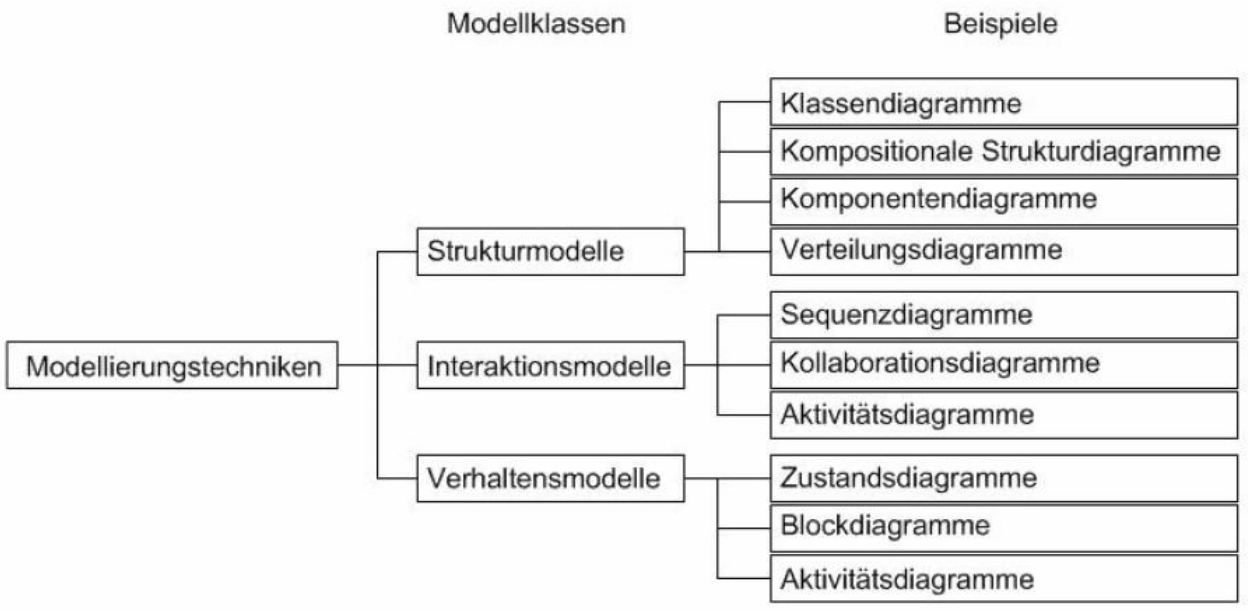 Modellklassen
Beispiele
Klassendiagramme
Kompositionale Strukturdiagramme
Komponentendiagramme
Strukturmodelle
Verteilungsdiagramme
Sequenzdiagramme
Modellierungstechniken
Interaktionsmodelle
Kollaborationsdiagramme
Aktivitätsdiagramme
Verhaltensmodelle
Zustandsdiagramme
Blockdiagramme
Aktivitätsdiagramme